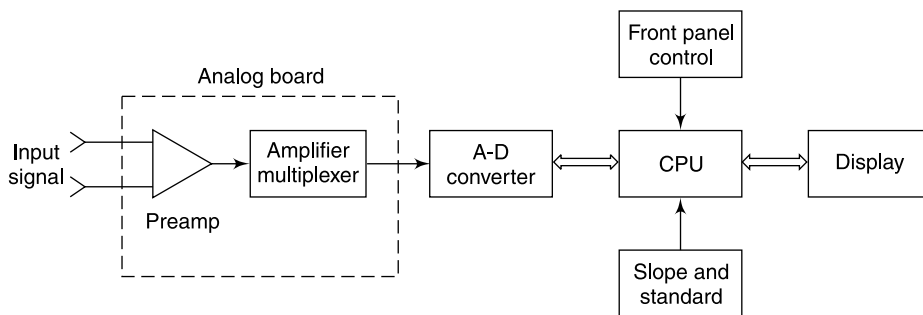 Front panel
control
Analog board
Input
signal
Preamp
Amplifier
multiplexer
A-D
converter
CPU
Display
Slope and
standard